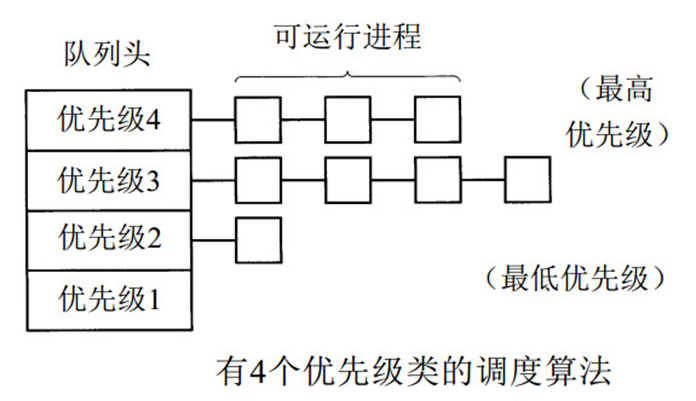 可运行进程
队列头
优先级4
(最高
优先级)
优先级3
优先级2
优先级1
(最低优先级)
有4个优先级类的调度算法